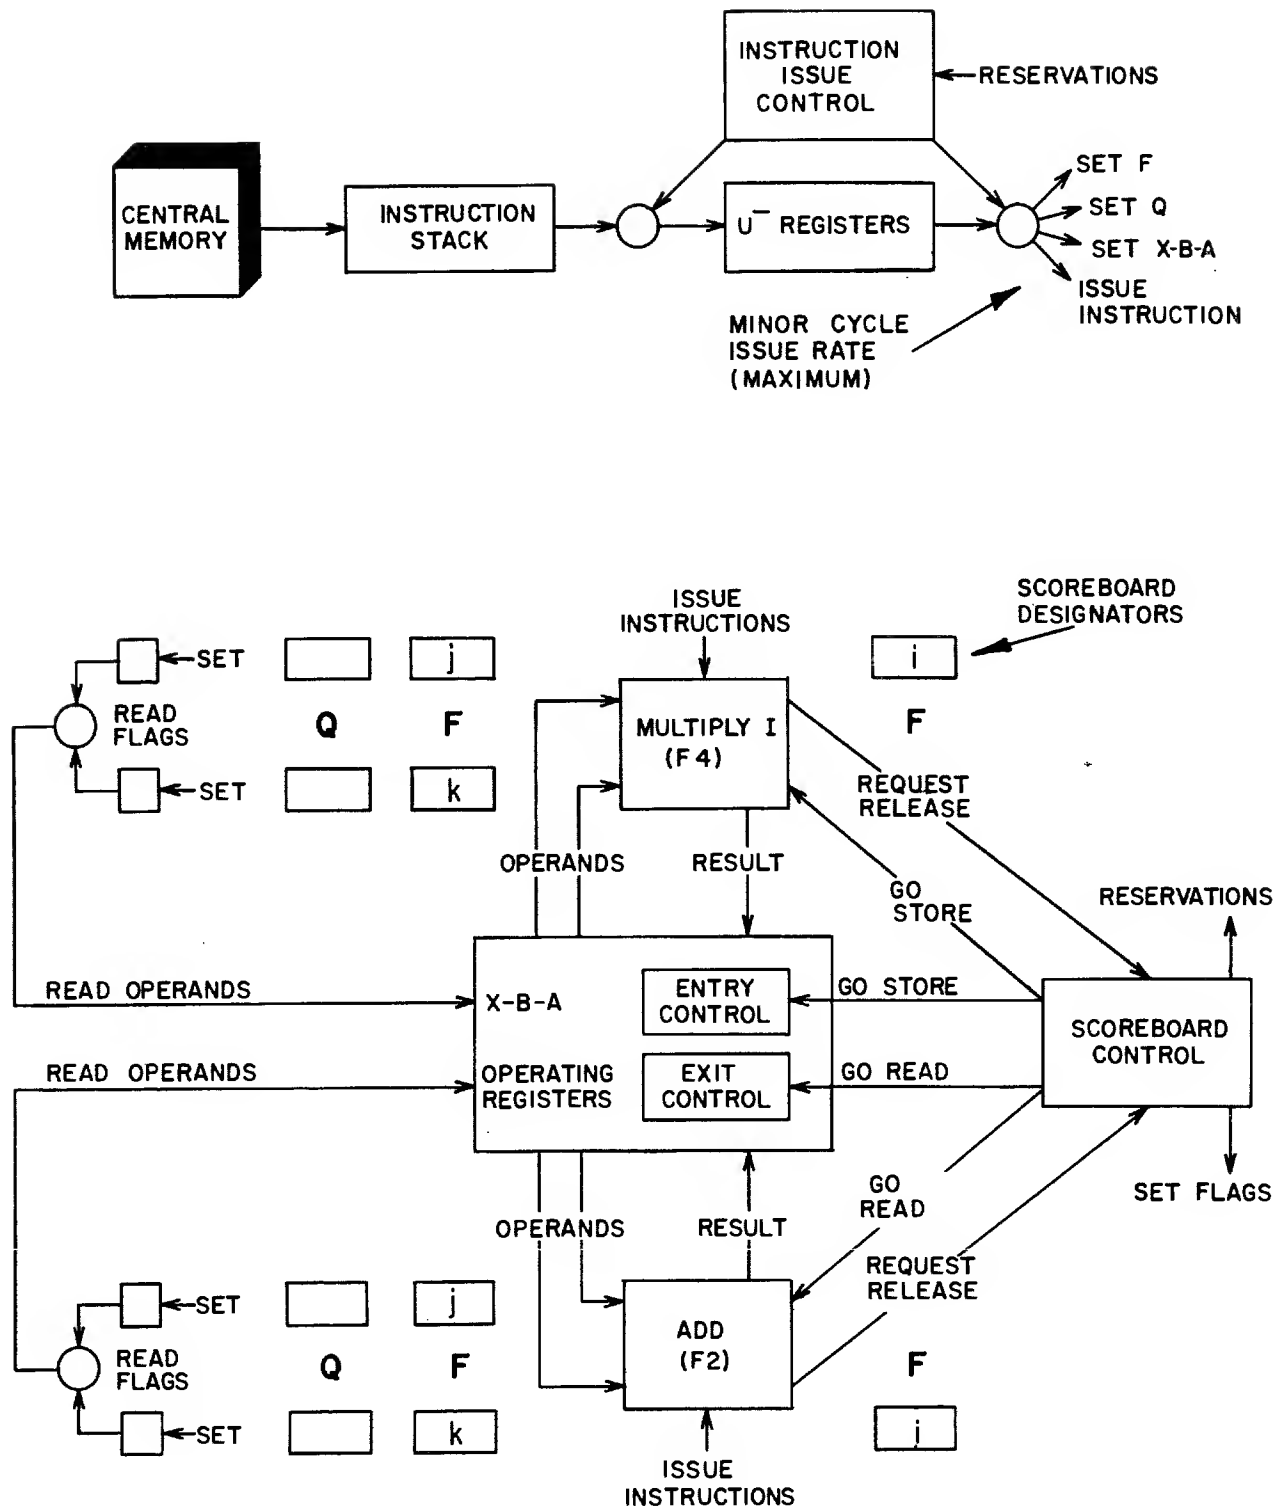 INSTRUCTION
ISSUE
CONTROL
RESERVATIONS
CENTRAL
MEMORY
INSTRUCTION
STACK
U⁻ REGISTERS
SET F
SET Q
SET X-B-A
ISSUE
INSTRUCTION
MINOR CYCLE
ISSUE RATE
(MAXIMUM)
SCOREBOARD
DESIGNATORS
ISSUE
INSTRUCTIONS
SET
j
i
READ
FLAGS
Q
F
MULTIPLY I
(F4)
F
SET
k
REQUEST
RELEASE
OPERANDS
RESULT
GO
STORE
RESERVATIONS
READ OPERANDS
X-B-A
ENTRY
CONTROL
GO STORE
SCOREBOARD
CONTROL
READ OPERANDS
OPERATING
REGISTERS
EXIT
CONTROL
GO READ
GO
READ
SET FLAGS
OPERANDS
RESULT
REQUEST
RELEASE
SET
j
READ
FLAGS
Q
F
ADD
(F2)
F
SET
k
i
ISSUE
INSTRUCTIONS